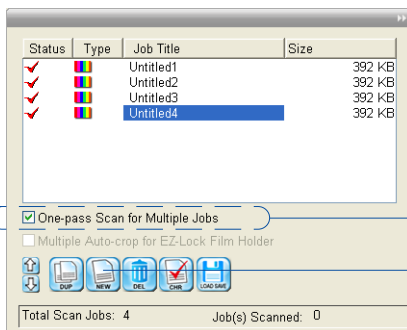 Status Type Job Title Size
Untitled1 392 KB
Untitled2 392 KB
Untitled3 392 KB
Untitled4 392 KB
One-pass Scan for Multiple Jobs
Multiple Auto-crop for EZ-Lock Film Holder
DUP NEW DEL CHR LOAD SAVE
Total Scan Jobs: 4 Job(s) Scanned: 0